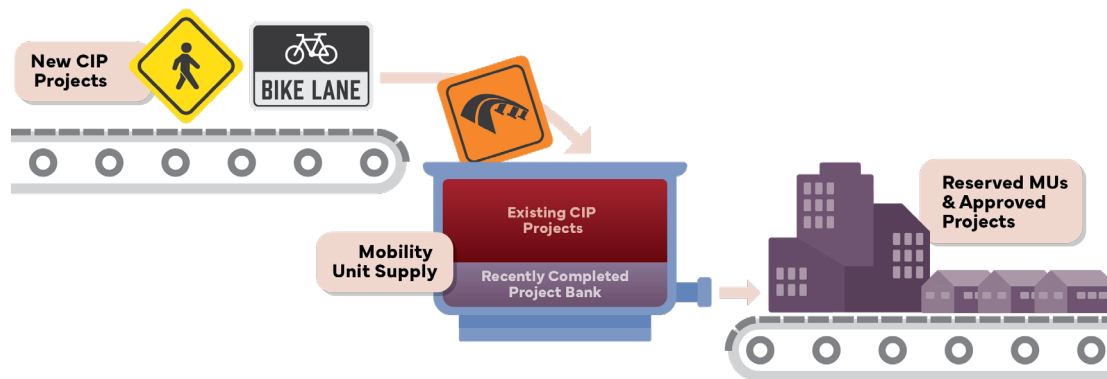 New CIP
Projects
BIKE LANE
Existing CIP
Projects
Mobility
Unit Supply
Recently Completed
Project Bank
Reserved MUs
& Approved
Projects